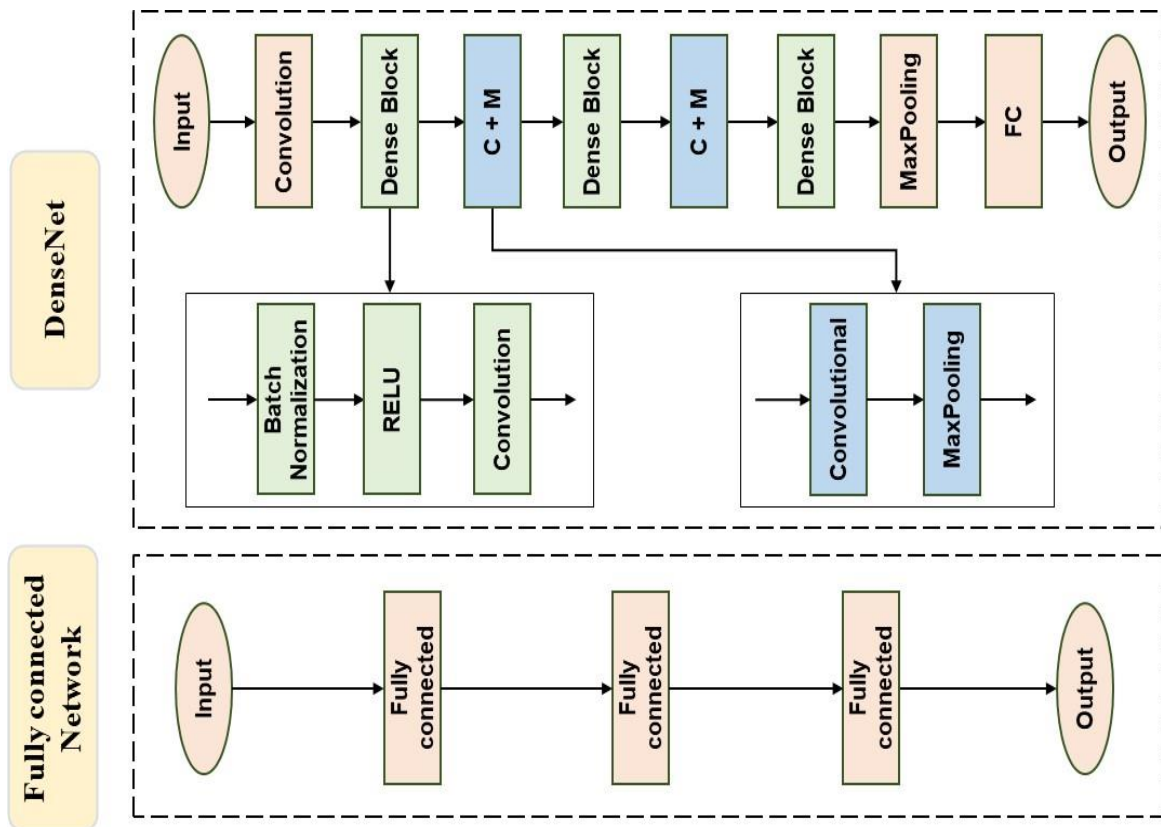 DenseNet
Input
Convolution
Dense Block
C + M
Dense Block
C + M
Dense Block
MaxPooling
FC
Output
Batch
Normalization
RELU
Convolution
Convolutional
MaxPooling
Fully connected
Network
Input
Fully
connected
Fully
connected
Fully
connected
Output